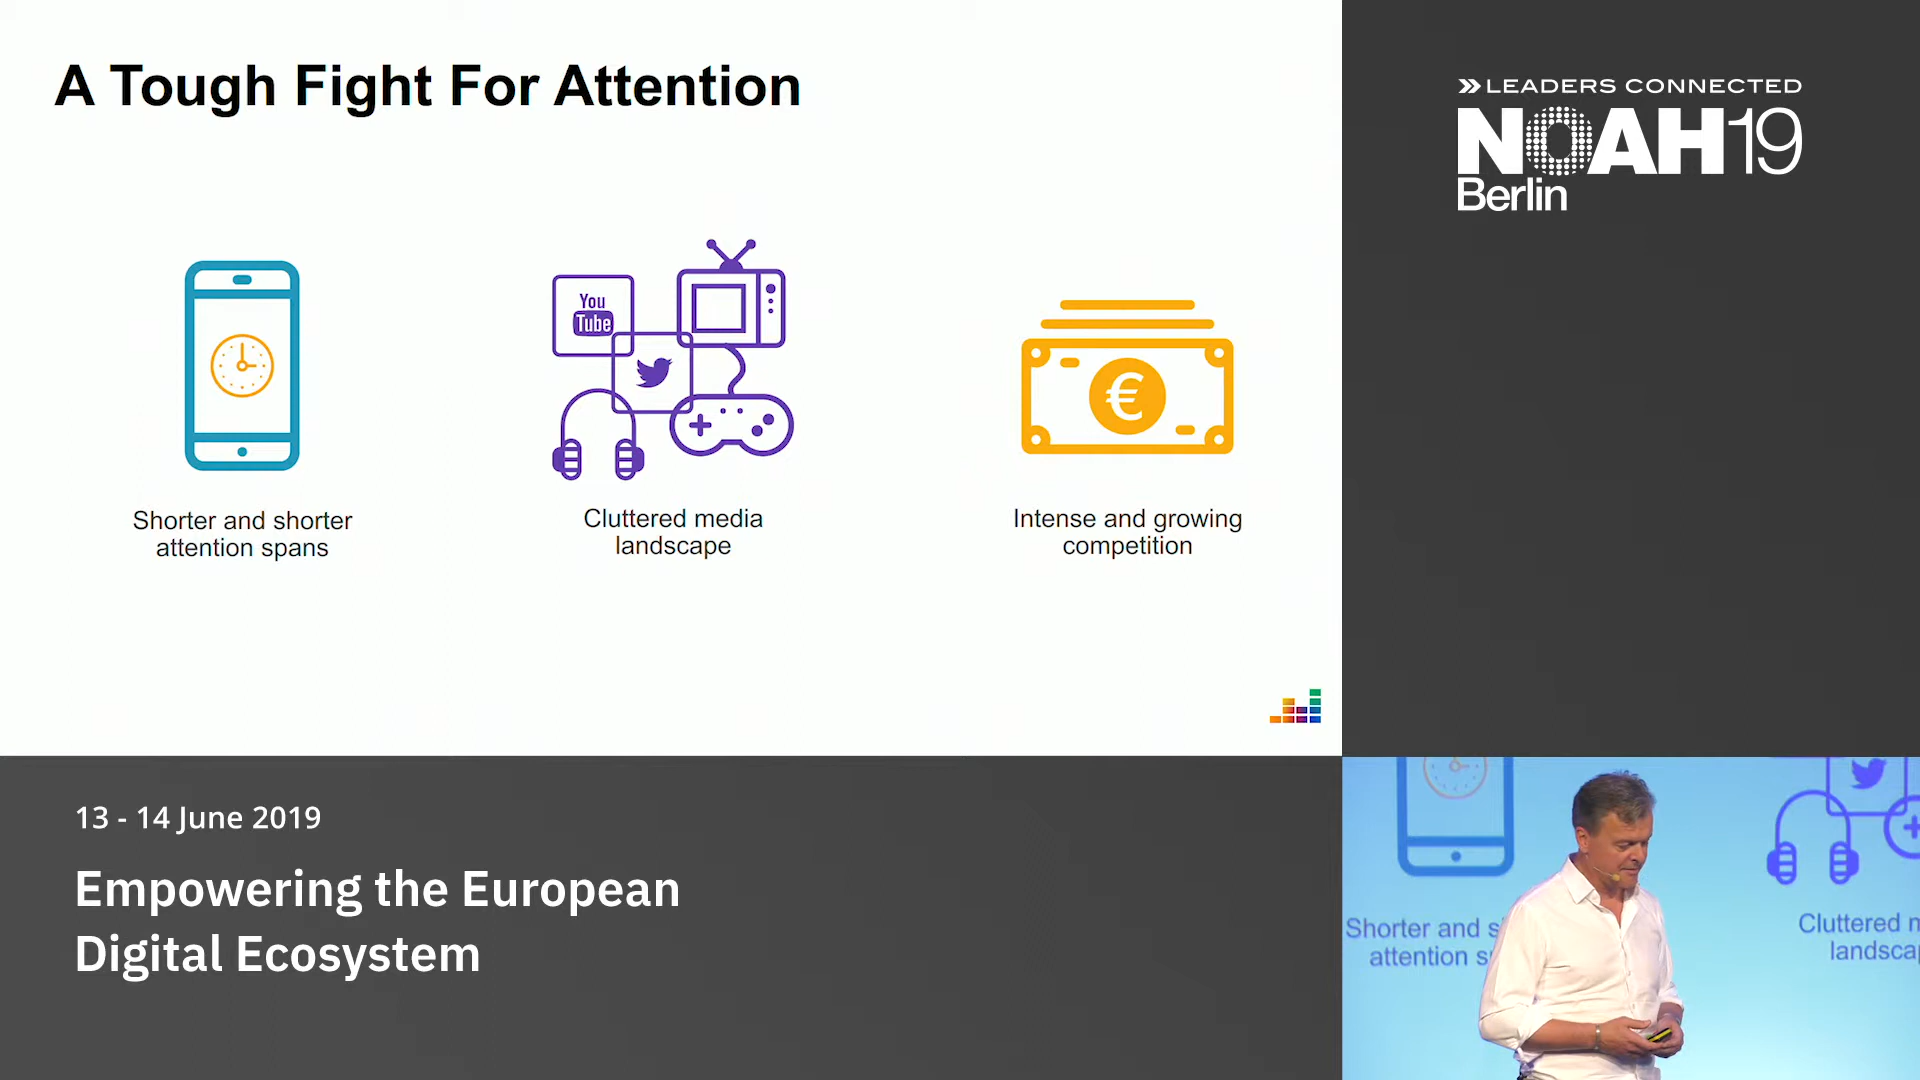 A Tough Fight For Attention
LEADERS CONNECTED
NOAH19
Berlin
You
Tube
€
Shorter and shorter
attention spans
Cluttered media
landscape
Intense and growing
competition
13 - 14 June 2019
Empowering the European
Digital Ecosystem
Shorter and s
attention s
Cluttered
landsca